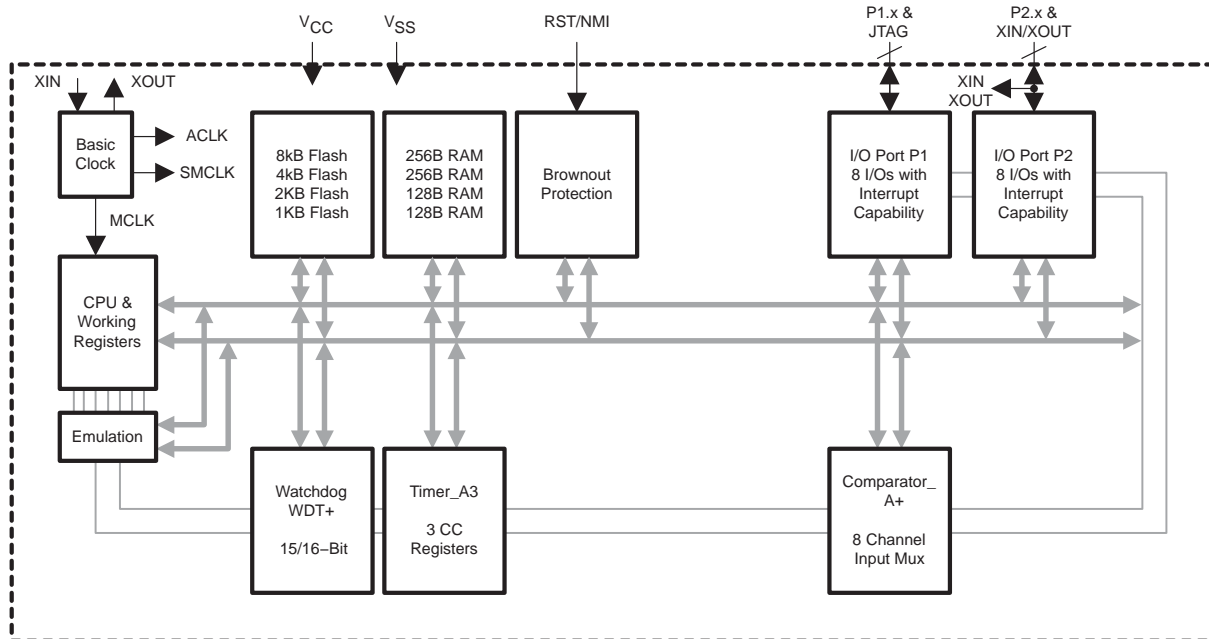 VCC
VSS
RST/NMI
P1.x &
JTAG
P2.x &
XIN/XOUT
XIN
XOUT
XIN
XOUT
Basic
Clock
ACLK
SMCLK
MCLK
8kB Flash
4kB Flash
2KB Flash
1KB Flash
256B RAM
256B RAM
128B RAM
128B RAM
Brownout
Protection
I/O Port P1
8 I/Os with
Interrupt
Capability
I/O Port P2
8 I/Os with
Interrupt
Capability
CPU &
Working
Registers
Emulation
Watchdog
WDT+
15/16−Bit
Timer_A3
3 CC
Registers
Comparator_
A+
8 Channel
Input Mux